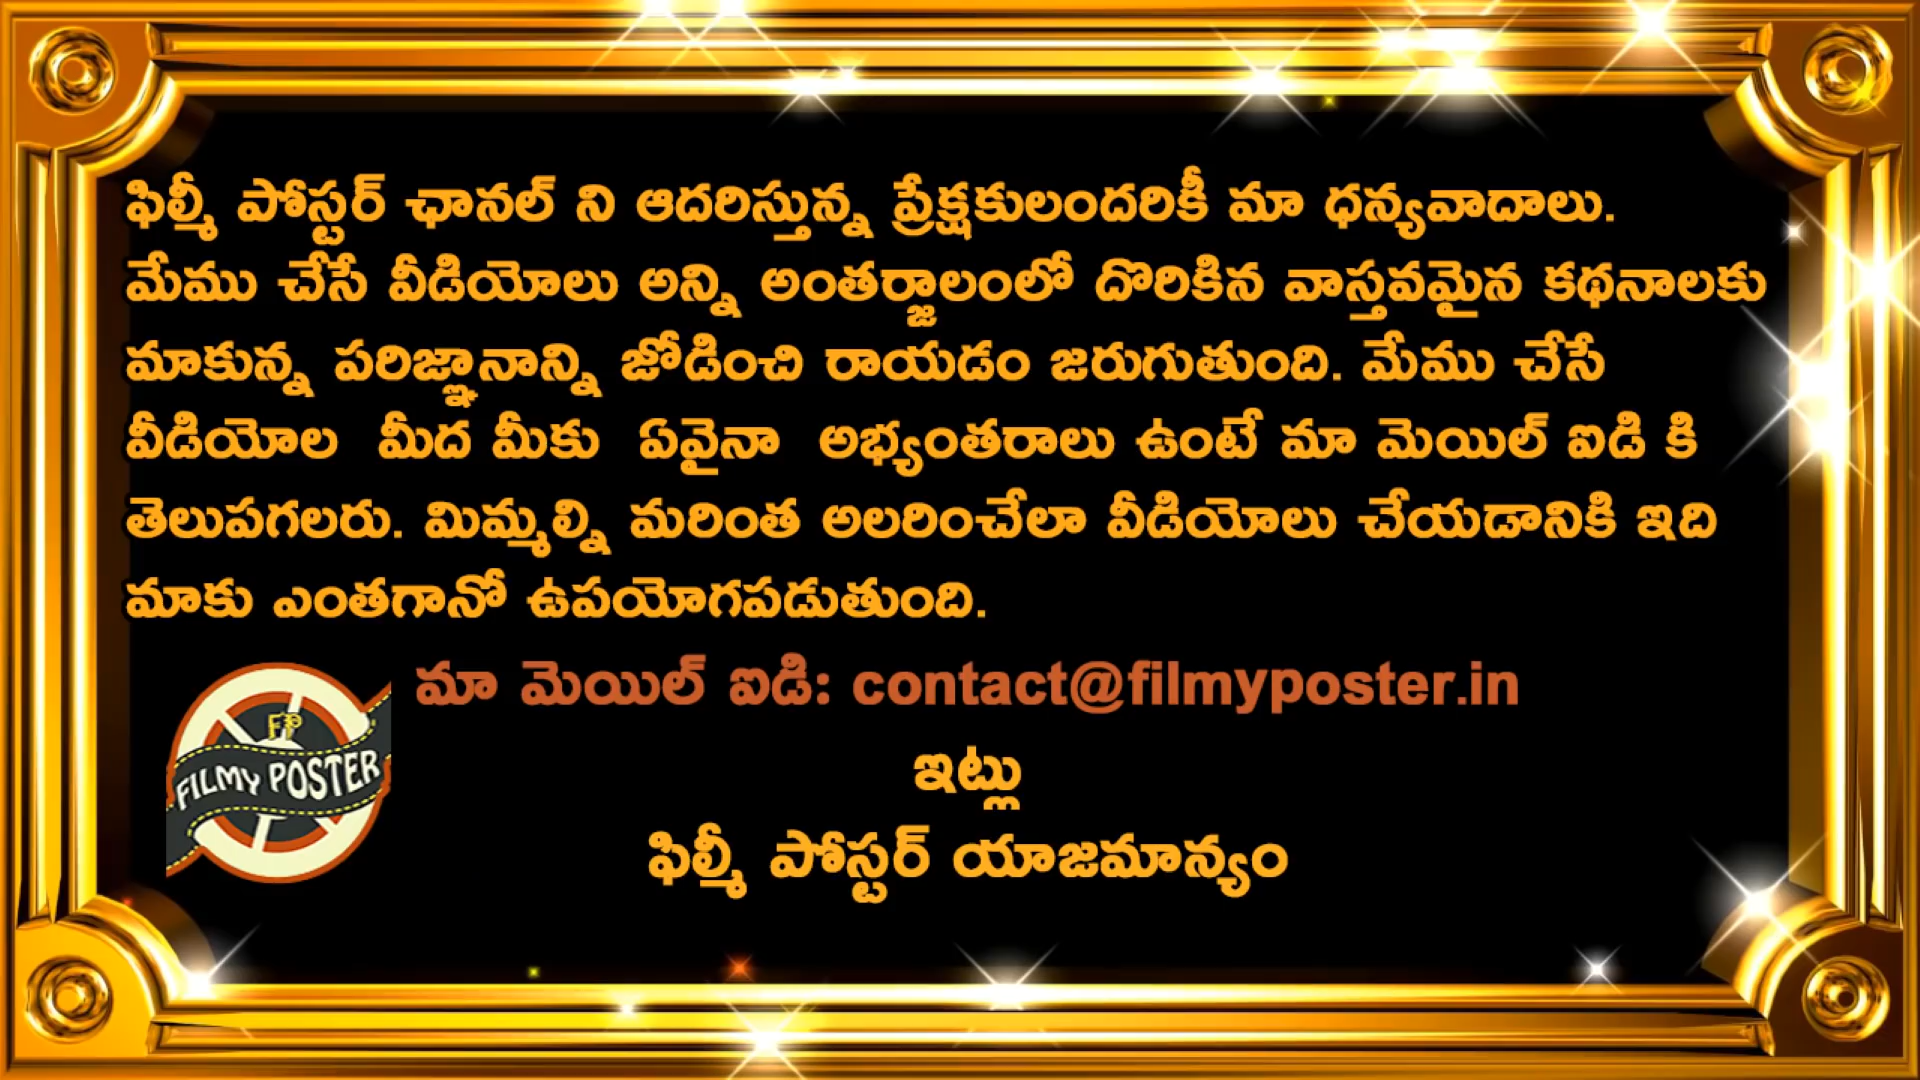 ఫిల్మీ పోస్టర్ ఛానల్ ని ఆదరిస్తున్న ప్రేక్షకులందరికీ మా ధన్యవాదాలు.
మేము చేసే వీడియోలు అన్ని అంతర్జాలంలో దొరికిన వాస్తవమైన కథనాలకు
మాకున్న పరిజ్ఞానాన్ని జోడించి రాయడం జరుగుతుంది. మేము చేసే
వీడియోల మీద మీకు ఏవైనా అభ్యంతరాలు ఉంటే మా మెయిల్ ఐడి కి
తెలుపగలరు. మిమ్మల్ని మరింత అలరించేలా వీడియోలు చేయడానికి ఇది
మాకు ఎంతగానో ఉపయోగపడుతుంది.
మా మెయిల్ ఐడి: contact@filmyposter.in
FP
FILMY POSTER
ఇట్లు
ఫిల్మీ పోస్టర్ యాజమాన్యం